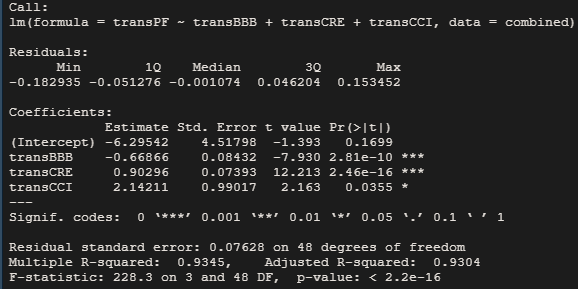 Call:
lm(formula = transPF ~ transBBB + transCRE + transCCI, data = combined)

Residuals:
      Min        1Q    Median        3Q       Max
-0.182935 -0.051276 -0.001074  0.046204  0.153452

Coefficients:
            Estimate Std. Error t value Pr(>|t|)
(Intercept) -6.29542    4.51798  -1.393   0.1699
transBBB    -0.66866    0.08432  -7.930 2.81e-10 ***
transCRE     0.90296    0.07393  12.213 2.46e-16 ***
transCCI     2.14211    0.99017   2.163   0.0355 *
---
Signif. codes:  0 ‘***’ 0.001 ‘**’ 0.01 ‘*’ 0.05 ‘.’ 0.1 ‘ ’ 1

Residual standard error: 0.07628 on 48 degrees of freedom
Multiple R-squared:  0.9345,    Adjusted R-squared:  0.9304
F-statistic: 228.3 on 3 and 48 DF,  p-value: < 2.2e-16